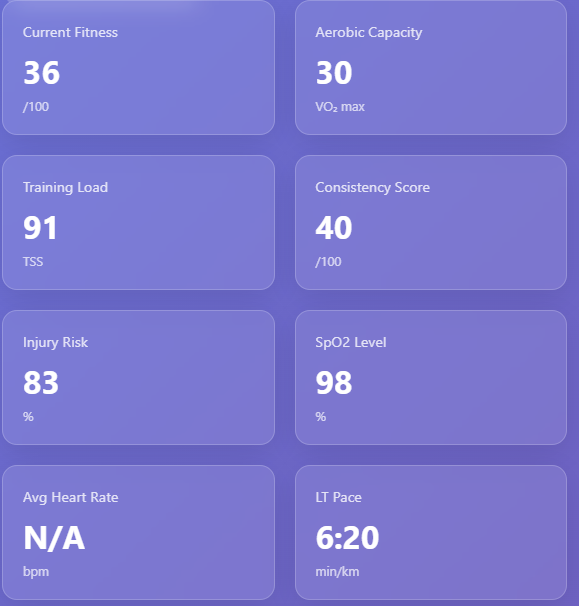 Current Fitness
36
/100
Aerobic Capacity
30
VO₂ max
Training Load
91
TSS
Consistency Score
40
/100
Injury Risk
83
%
SpO2 Level
98
%
Avg Heart Rate
N/A
bpm
LT Pace
6:20
min/km